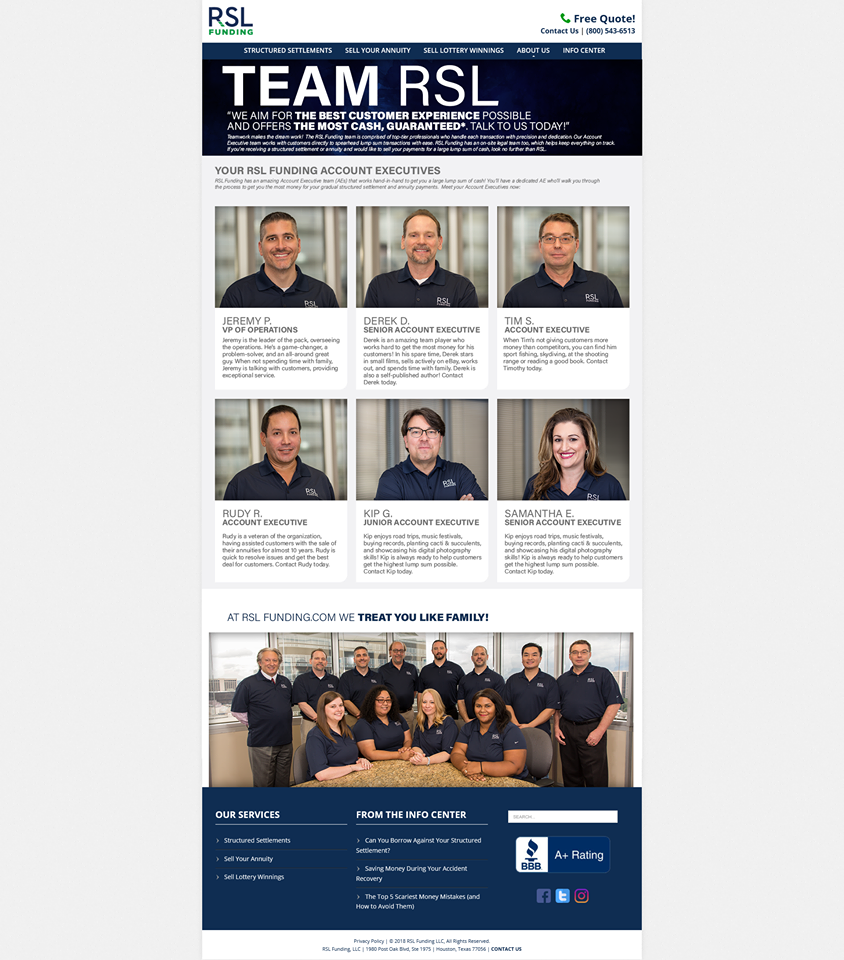 RSL
FUNDING
Free Quote!
Contact Us | (800) 543-6513
STRUCTURED SETTLEMENTS SELL YOUR ANNUITY SELL LOTTERY WINNINGS ABOUT US INFO CENTER
TEAM RSL
"WE AIM FOR THE BEST CUSTOMER EXPERIENCE POSSIBLE
AND OFFERS THE MOST CASH, GUARANTEED*. TALK TO US TODAY!"
Teamwork makes the dream work! The RSL Funding team is comprised of top-tier professionals who handle each transaction with precision and dedication. Our Account
Executive team works with customers directly to spearhead lump sum transactions with ease. RSL Funding has an on-site legal team too, which helps keep everything on track.
If you're receiving a structured settlement or annuity and would like to sell your payments for a large lump sum of cash, look no further than RSL.
YOUR RSL FUNDING ACCOUNT EXECUTIVES
RSL Funding has an amazing Account Executive team (AEs) that works hand-in-hand to get you a large lump sum of cash! You'll have a dedicated AE who'll walk you through
the process to get you the most money for your gradual structured settlement and annuity payments. Meet your Account Executives now:
RSL
RSL
RSL
JEREMY P.
VP OF OPERATIONS
Jeremy is the leader of the pack, overseeing
the operations. He's a game-changer, a
problem-solver, and an all-around great
guy. When not spending time with family,
Jeremy is talking with customers, providing
exceptional service.
DEREK D.
SENIOR ACCOUNT EXECUTIVE
Derek is an amazing team player who
works hard to get the most money for his
customers! In his spare time, Derek stars
in small films, sells actively on eBay, works
out, and spends time with family. Derek is
also a self-published author! Contact
Derek today.
TIM S.
ACCOUNT EXECUTIVE
When Tim's not giving customers more
money than competitors, you can find him
sport fishing, skydiving, at the shooting
range or reading a good book. Contact
Timothy today.
RSL
RSL
RSL
RUDY R.
ACCOUNT EXECUTIVE
Rudy is a veteran of the organization,
having assisted customers with the sale of
their annuities for almost 10 years. Rudy is
quick to resolve issues and get the best
deal for customers. Contact Rudy today.
KIP G.
JUNIOR ACCOUNT EXECUTIVE
Kip enjoys road trips, music festivals,
buying records, planting cacti & succulents,
and showcasing his digital photography
skills! Kip is always ready to help customers
get the highest lump sum possible.
Contact Kip today.
SAMANTHA E.
SENIOR ACCOUNT EXECUTIVE
Kip enjoys road trips, music festivals,
buying records, planting cacti & succulents,
and showcasing his digital photography
skills! Kip is always ready to help customers
get the highest lump sum possible.
Contact Kip today.
AT RSL FUNDING.COM WE TREAT YOU LIKE FAMILY!
OUR SERVICES
Structured Settlements
Sell Your Annuity
Sell Lottery Winnings
FROM THE INFO CENTER
Can You Borrow Against Your Structured
Settlement?
Saving Money During Your Accident
Recovery
The Top 5 Scariest Money Mistakes (and
How to Avoid Them)
SEARCH...
BBB
A+ Rating
Privacy Policy | © 2018 RSL Funding LLC, All Rights Reserved.
RSL Funding, LLC | 1980 Post Oak Blvd, Ste 1975 | Houston, Texas 77056 | CONTACT US